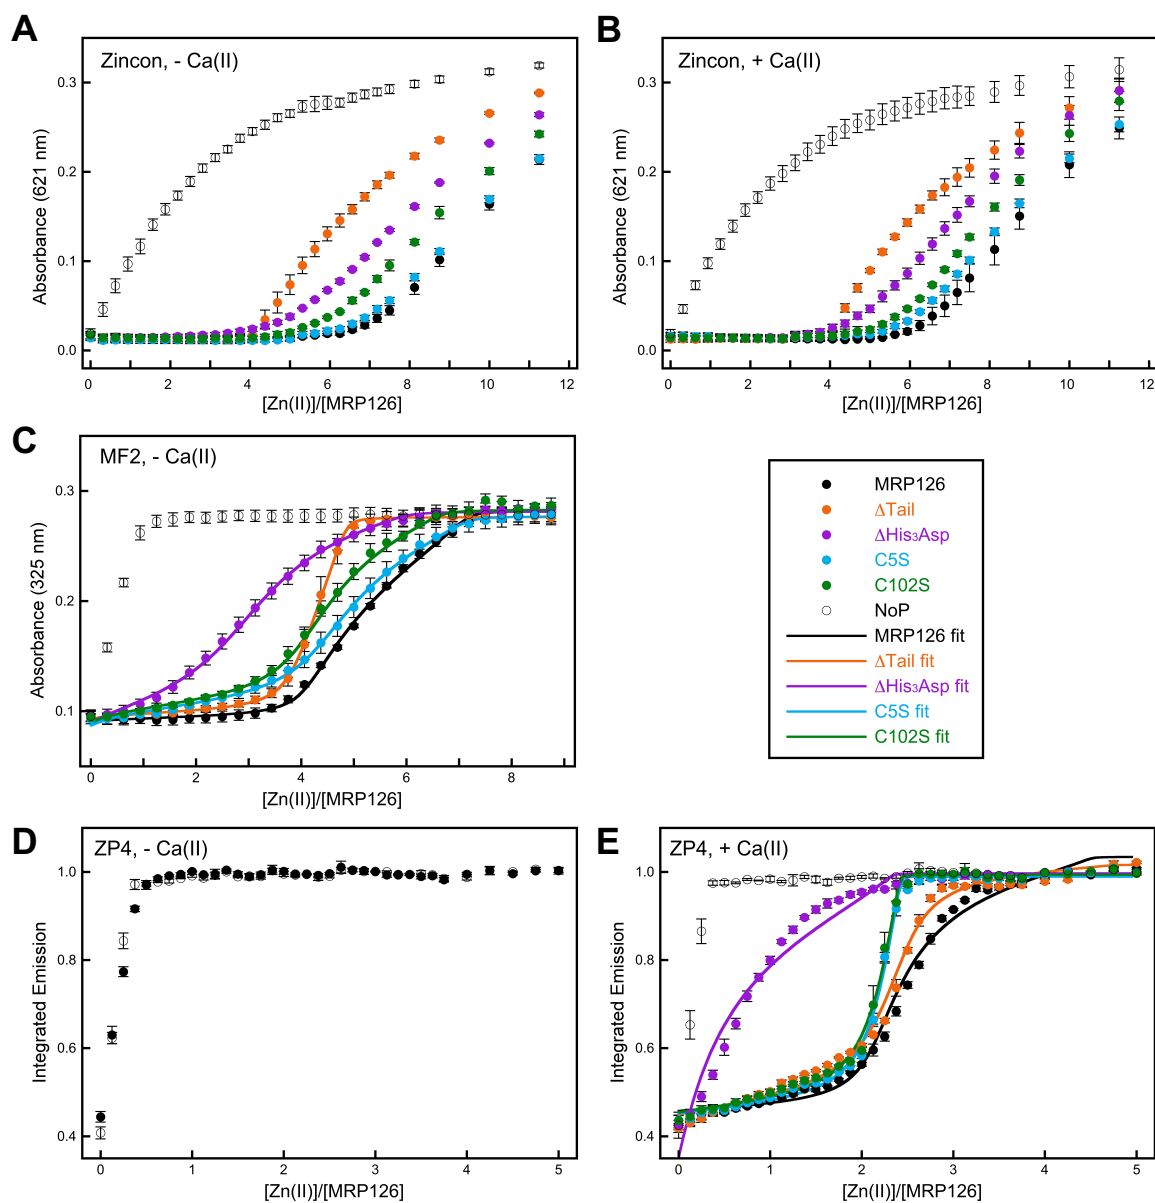 A
Zincon, - Ca(II)
Absorbance (621 nm)
0.3
0.2
0.1
0.0
0 2 4 6 8 10 12
[Zn(II)]/[MRP126]
B
Zincon, + Ca(II)
Absorbance (621 nm)
0.3
0.2
0.1
0.0
0 2 4 6 8 10 12
[Zn(II)]/[MRP126]
C
MF2, - Ca(II)
Absorbance (325 nm)
0.3
0.2
0.1
0 2 4 6 8
[Zn(II)]/[MRP126]
MRP126
ΔTail
ΔHis₃Asp
C5S
C102S
NoP
MRP126 fit
ΔTail fit
ΔHis₃Asp fit
C5S fit
C102S fit
D
ZP4, - Ca(II)
Integrated Emission
1.0
0.8
0.6
0.4
0 1 2 3 4 5
[Zn(II)]/[MRP126]
E
ZP4, + Ca(II)
Integrated Emission
1.0
0.8
0.6
0.4
0 1 2 3 4 5
[Zn(II)]/[MRP126]